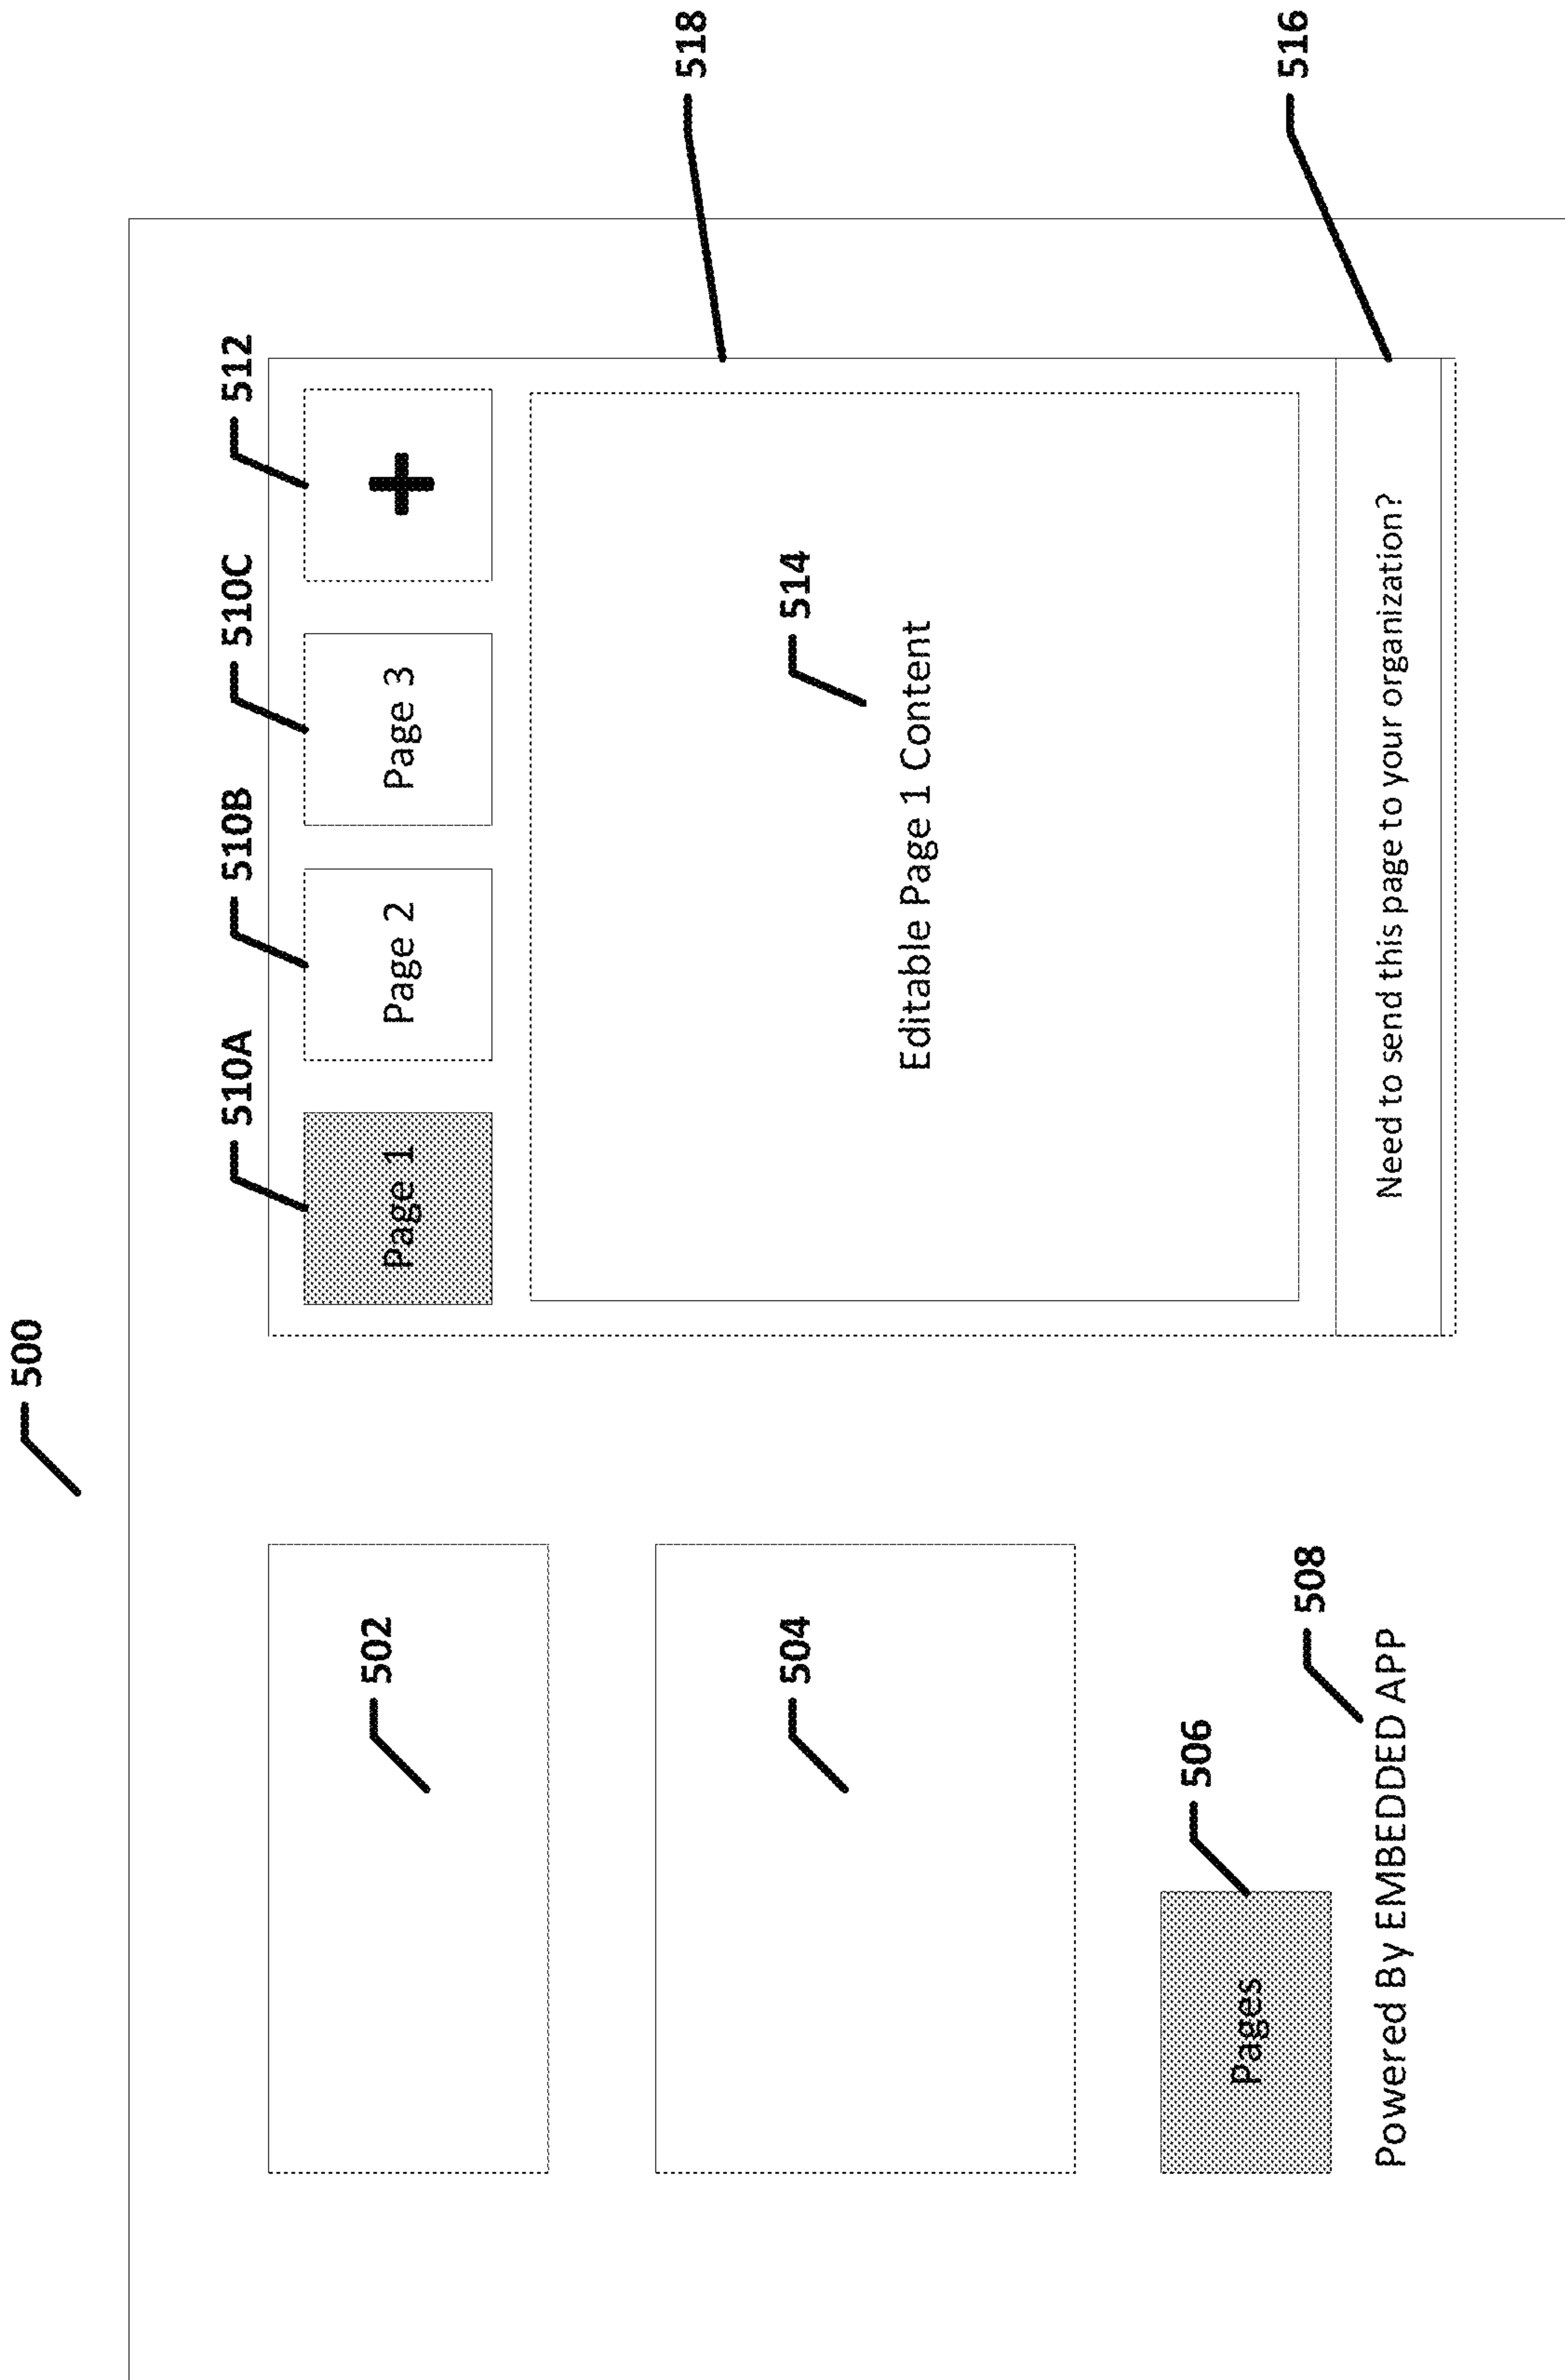 500
502
504
506
Pages
508
Powered By EMBEDDED APP
510A
510B
510C
512
Page 1
Page 2
Page 3
+
518
514
Editable Page 1 Content
516
Need to send this page to your organization?